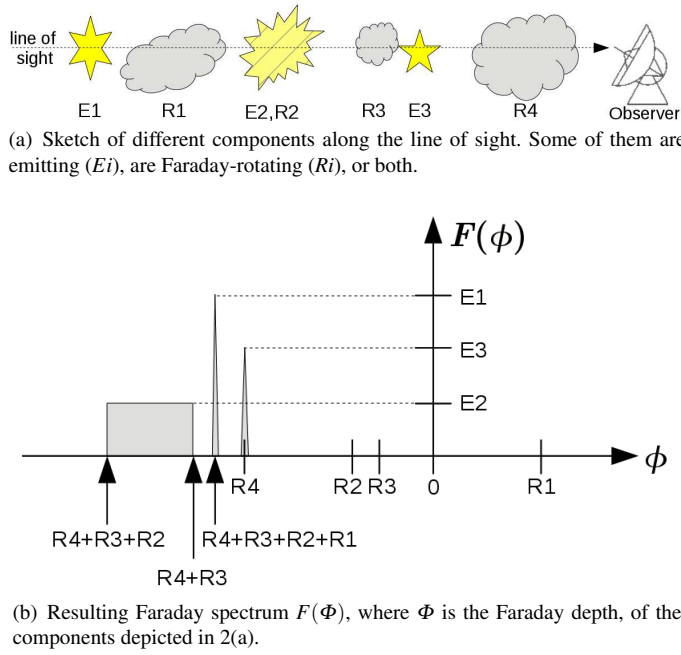 line of
sight
E1 R1 E2,R2 R3 E3 R4 Observer
(a) Sketch of different components along the line of sight. Some of them are
emitting (Ei), are Faraday-rotating (Ri), or both.
F(ϕ)
E1
E3
E2
ϕ
R4 R2 R3 0 R1
R4+R3+R2 R4+R3+R2+R1
R4+R3
(b) Resulting Faraday spectrum F(Φ), where Φ is the Faraday depth, of the
components depicted in 2(a).